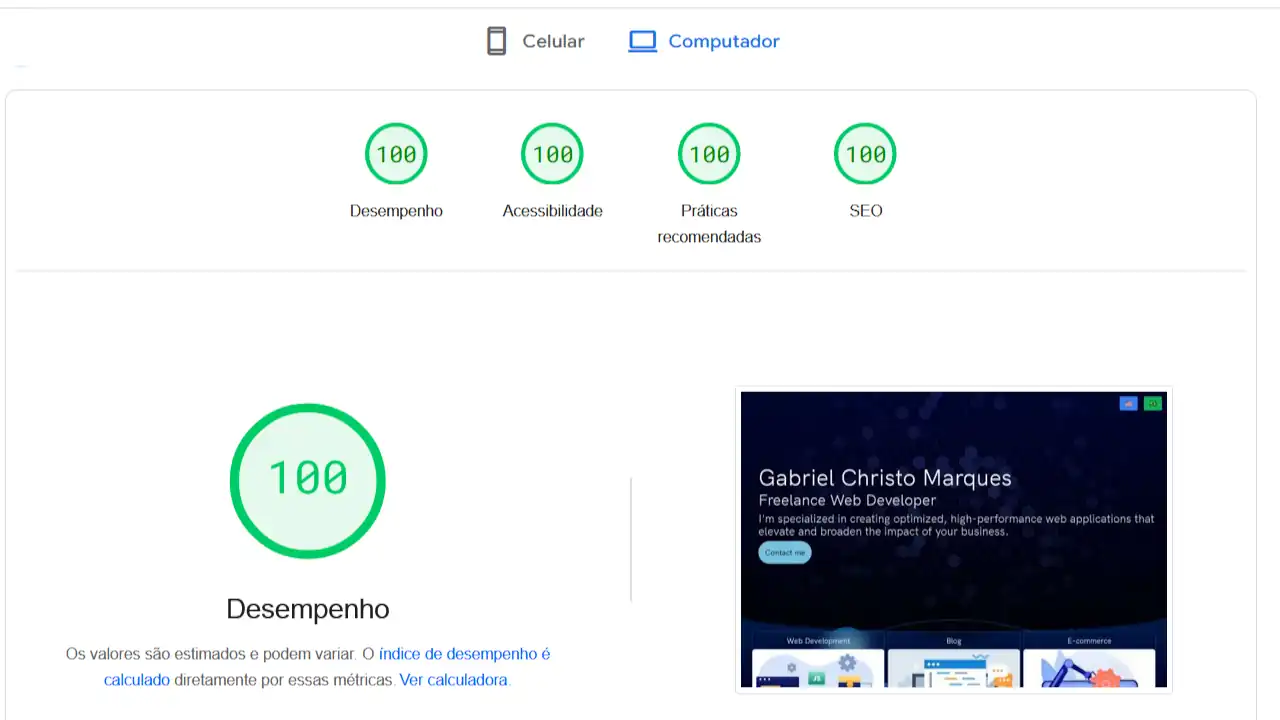 Celular
Computador
100
100
100
100
Desempenho
Acessibilidade
Práticas
recomendadas
SEO
100
Desempenho
Os valores são estimados e podem variar. O índice de desempenho é
calculado diretamente por essas métricas. Ver calculadora.
Gabriel Christo Marques
Freelance Web Developer
I'm specialized in creating optimized, high-performance web applications that
elevate and broaden the impact of your business.
Contact me
Web Development
Blog
E-commerce